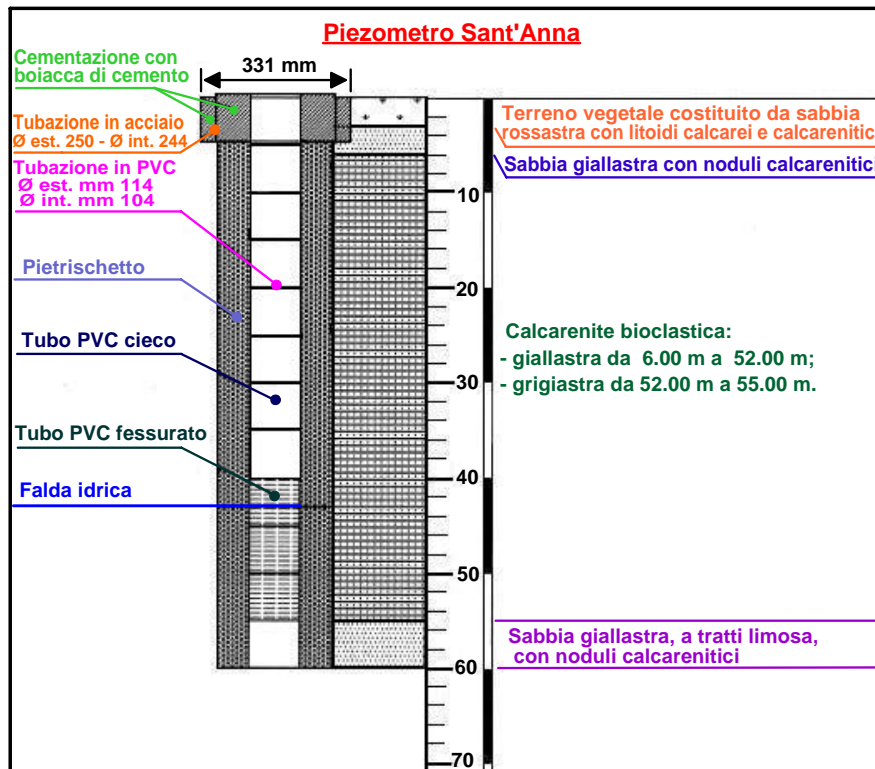 Piezometro Sant'Anna
Cementazione con
boiacca di cemento
331 mm
Tubazione in acciaio
Ø est. 250 - Ø int. 244
Tubazione in PVC
Ø est. mm 114
Ø int. mm 104
Pietrischetto
Tubo PVC cieco
Tubo PVC fessurato
Falda idrica
10
20
30
40
50
60
70
Terreno vegetale costituito da sabbia
rossastra con litoidi calcarei e calcarenitic
Sabbia giallastra con noduli calcarenitici
Calcarenite bioclastica:
- giallastra da 6.00 m a 52.00 m;
- grigiastra da 52.00 m a 55.00 m.
Sabbia giallastra, a tratti limosa,
con noduli calcarenitici